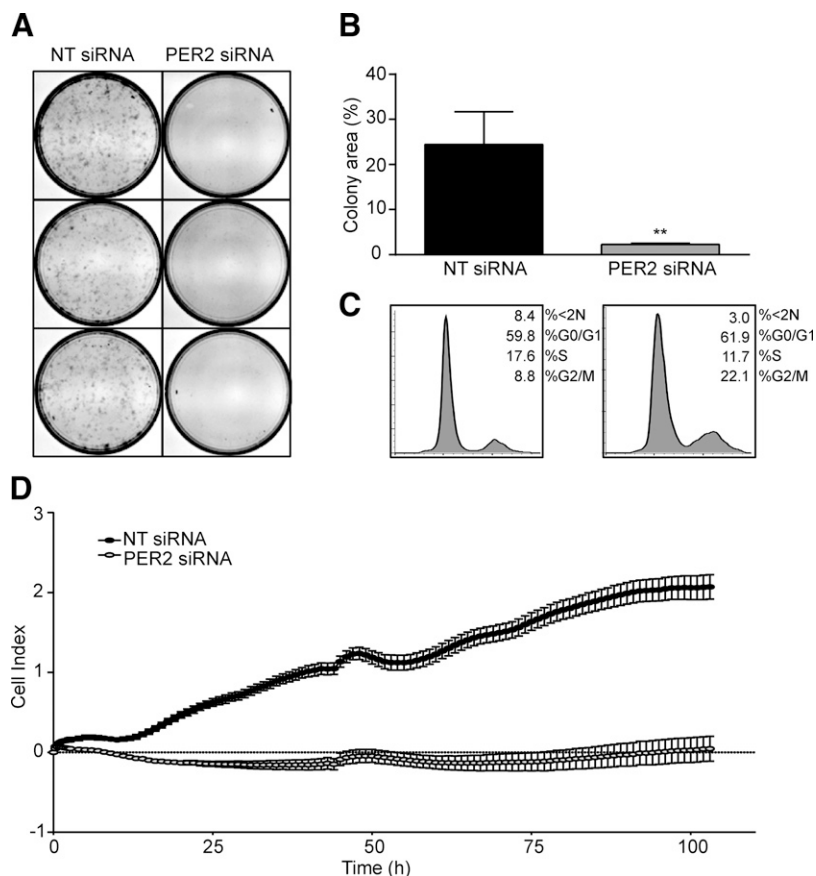 A
NT siRNA PER2 siRNA
B
40
30
20
10
0
Colony area (%)
**
NT siRNA PER2 siRNA
C
8.4 %<2N
59.8 %G0/G1
17.6 %S
8.8 %G2/M
3.0 %<2N
61.9 %G0/G1
11.7 %S
22.1 %G2/M
D
3
2
1
0
-1
Cell Index
NT siRNA
PER2 siRNA
0 25 50 75 100
Time (h)